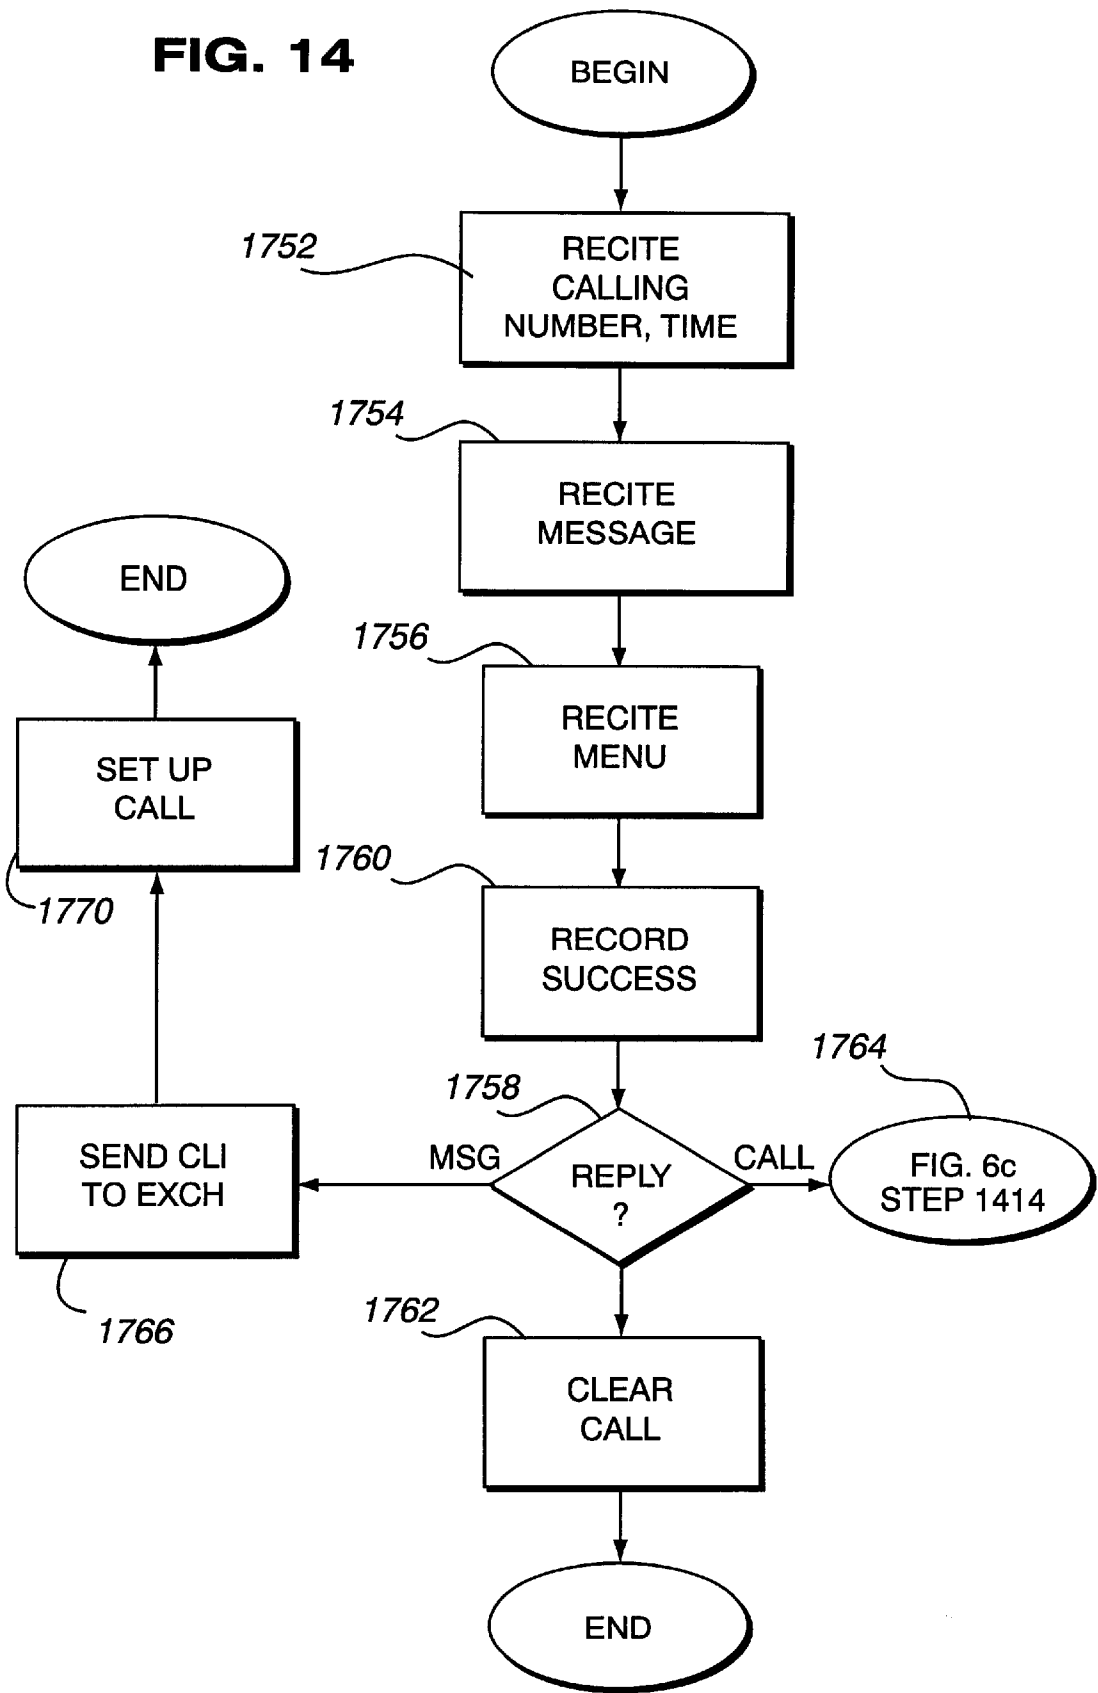 FIG. 14
BEGIN
1752
RECITE
CALLING
NUMBER, TIME
1754
RECITE
MESSAGE
END
1756
RECITE
MENU
SET UP
CALL
1770
1760
RECORD
SUCCESS
1764
1758
SEND CLI
TO EXCH
MSG
REPLY
?
CALL
FIG. 6c
STEP 1414
1766
1762
CLEAR
CALL
END